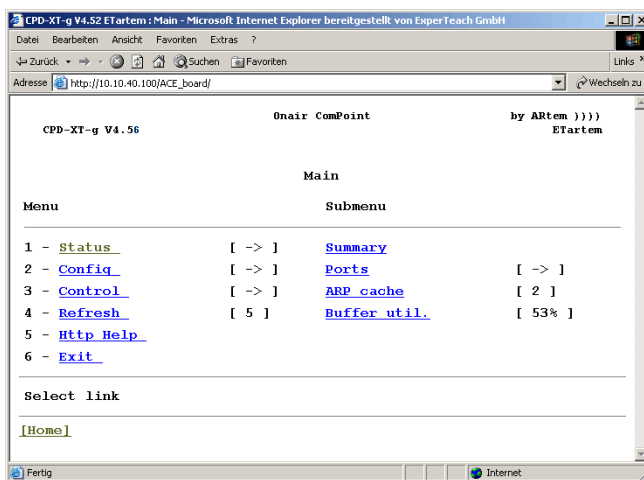 CPD-XT-g V4.52 ETartem : Main - Microsoft Internet Explorer bereitgestellt von ExperTeach GmbH
Datei Bearbeiten Ansicht Favoriten Extras ?
Zurück Suchen Favoriten Links »
Adresse http://10.10.40.100/ACE_board/ Wechseln zu
Onair ComPoint by ARtem ))))
CPD-XT-g V4.56 ETartem
Main
Menu Submenu
1 - Status [ -> ] Summary
2 - Config [ -> ] Ports [ -> ]
3 - Control [ -> ] ARP cache [ 2 ]
4 - Refresh [ 5 ] Buffer util. [ 53% ]
5 - Http Help
6 - Exit
Select link
[Home]
Fertig Internet